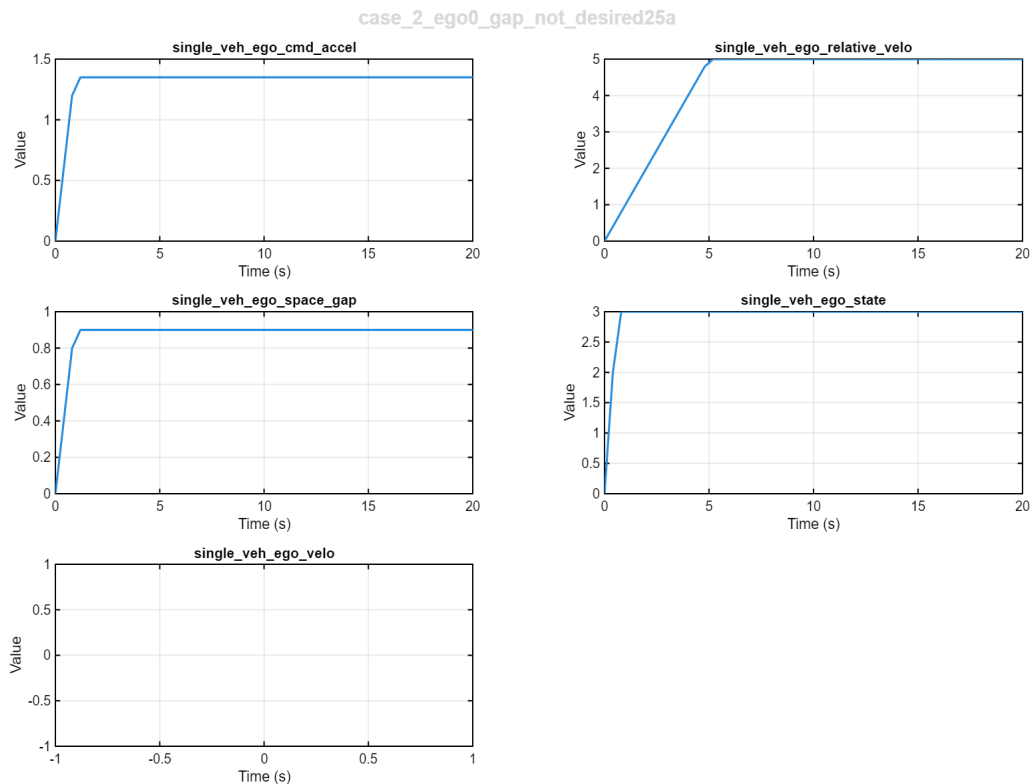 case_2_ego0_gap_not_desired25a
single_veh_ego_cmd_accel
1.5
1
0.5
0
Value
0 5 10 15 20
Time (s)
single_veh_ego_relative_velo
5
4
3
2
1
0
Value
0 5 10 15 20
Time (s)
single_veh_ego_space_gap
1
0.8
0.6
0.4
0.2
0
Value
0 5 10 15 20
Time (s)
single_veh_ego_state
3
2.5
2
1.5
1
0.5
0
Value
0 5 10 15 20
Time (s)
single_veh_ego_velo
1
0.5
0
-0.5
-1
Value
-1 -0.5 0 0.5 1
Time (s)